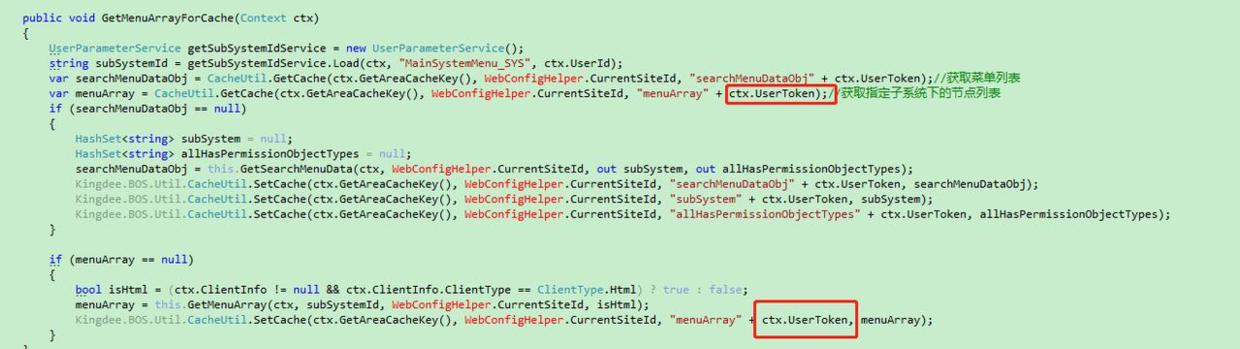 public void GetMenuArrayForCache(Context ctx)
{
UserParameterService getSubSystemIdService = new UserParameterService();
string subSystemId = getSubSystemIdService.Load(ctx, "MainSystemMenu_SYS", ctx.UserId);
var searchMenuDataObj = CacheUtil.GetCache(ctx.GetAreaCacheKey(), WebConfigHelper.CurrentSiteId, "searchMenuDataObj" + ctx.UserToken);//获取菜单列表
var menuArray = CacheUtil.GetCache(ctx.GetAreaCacheKey(), WebConfigHelper.CurrentSiteId, "menuArray" + ctx.UserToken);//获取指定子系统下的节点列表
if (searchMenuDataObj == null)
{
HashSet<string> subSystem = null;
HashSet<string> allHasPermissionObjectTypes = null;
searchMenuDataObj = this.GetSearchMenuData(ctx, WebConfigHelper.CurrentSiteId, out subSystem, out allHasPermissionObjectTypes);
Kingdee.BOS.Util.CacheUtil.SetCache(ctx.GetAreaCacheKey(), WebConfigHelper.CurrentSiteId, "searchMenuDataObj" + ctx.UserToken, searchMenuDataObj);
Kingdee.BOS.Util.CacheUtil.SetCache(ctx.GetAreaCacheKey(), WebConfigHelper.CurrentSiteId, "subSystem" + ctx.UserToken, subSystem);
Kingdee.BOS.Util.CacheUtil.SetCache(ctx.GetAreaCacheKey(), WebConfigHelper.CurrentSiteId, "allHasPermissionObjectTypes" + ctx.UserToken, allHasPermissionObjectTypes);
}
if (menuArray == null)
{
bool isHtml = (ctx.ClientInfo != null && ctx.ClientInfo.ClientType == ClientType.Html) ? true : false;
menuArray = this.GetMenuArray(ctx, subSystemId, WebConfigHelper.CurrentSiteId, isHtml);
Kingdee.BOS.Util.CacheUtil.SetCache(ctx.GetAreaCacheKey(), WebConfigHelper.CurrentSiteId, "menuArray" + ctx.UserToken, menuArray);
}